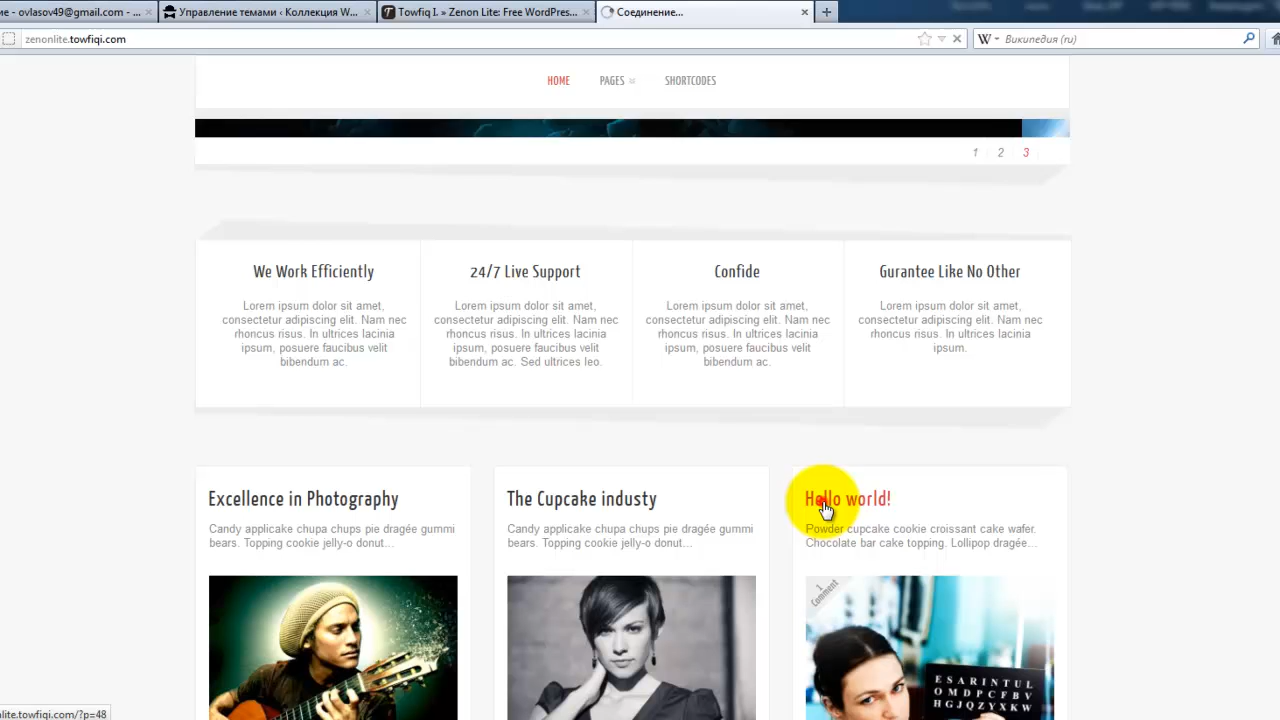 ие - ovlasov49@gmail.com - ...
Управление темами ‹ Коллекция W...
Towfiq I. » Zenon Lite: Free WordPres...
Соединение...
zenonlite.towfiqi.com
W
Википедия (ru)
HOME PAGES SHORTCODES
1 2 3
We Work Efficiently
Lorem ipsum dolor sit amet,
consectetur adipiscing elit. Nam nec
rhoncus risus. In ultrices lacinia
ipsum, posuere faucibus velit
bibendum ac.
24/7 Live Support
Lorem ipsum dolor sit amet,
consectetur adipiscing elit. Nam nec
rhoncus risus. In ultrices lacinia
ipsum, posuere faucibus velit
bibendum ac. Sed ultrices leo.
Confide
Lorem ipsum dolor sit amet,
consectetur adipiscing elit. Nam nec
rhoncus risus. In ultrices lacinia
ipsum, posuere faucibus velit
bibendum ac.
Gurantee Like No Other
Lorem ipsum dolor sit amet,
consectetur adipiscing elit. Nam nec
rhoncus risus. In ultrices lacinia
ipsum.
Excellence in Photography
Candy applicake chupa chups pie dragée gummi
bears. Topping cookie jelly-o donut...
The Cupcake industy
Candy applicake chupa chups pie dragée gummi
bears. Topping cookie jelly-o donut...
Hello world!
Powder cupcake cookie croissant cake wafer.
Chocolate bar cake topping. Lollipop dragée...
1
Comment
E S A R I N T U L
O M D P C F B V
H G J Q Z Y X K W
nlite.towfiqi.com/?p=48